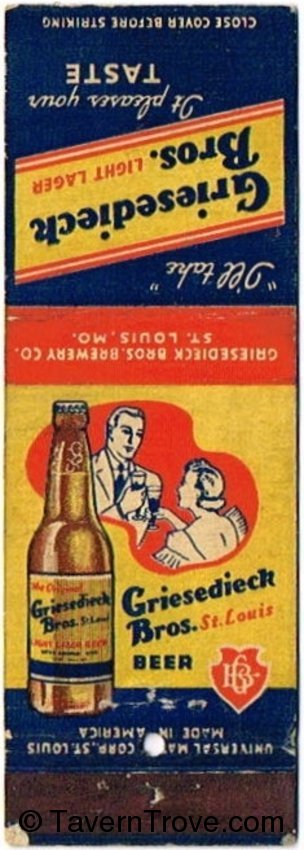 CLOSE COVER BEFORE STRIKING
"I'll take"
Griesedieck
Bros. LIGHT LAGER
It pleases your
TASTE
GRIESEDIECK BROS. BREWERY CO.
ST. LOUIS, MO.
GB
The Original
Griesedieck
Bros. St. Louis
LIGHT LAGER BEER
Griesedieck
Bros. St. Louis
BEER
GB
UNIVERSAL MATCH CORP., ST. LOUIS
MADE IN AMERICA
© TavernTrove.com